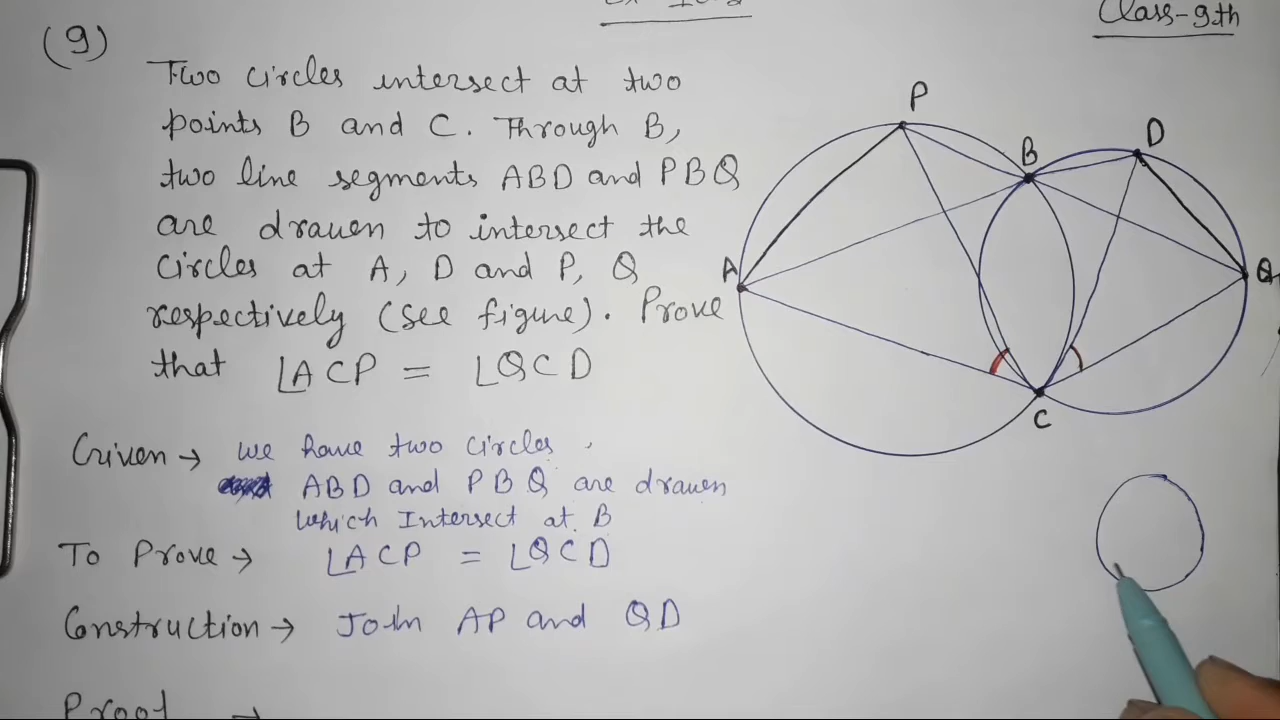 Class-9th
(9)
Two circles intersect at two
points B and C. Through B,
two line segments ABD and PBQ
are drawen to intersect the
circles at A, D and P, Q
respectively (see figure). Prove
that ∠ACP = ∠QCD
Given → we have two circles
ABD and PBQ are drawen
which Intersect at B
To Prove → ∠ACP = ∠QCD
Construction → Join AP and QD
Proof →
P
B
D
A
Q
C